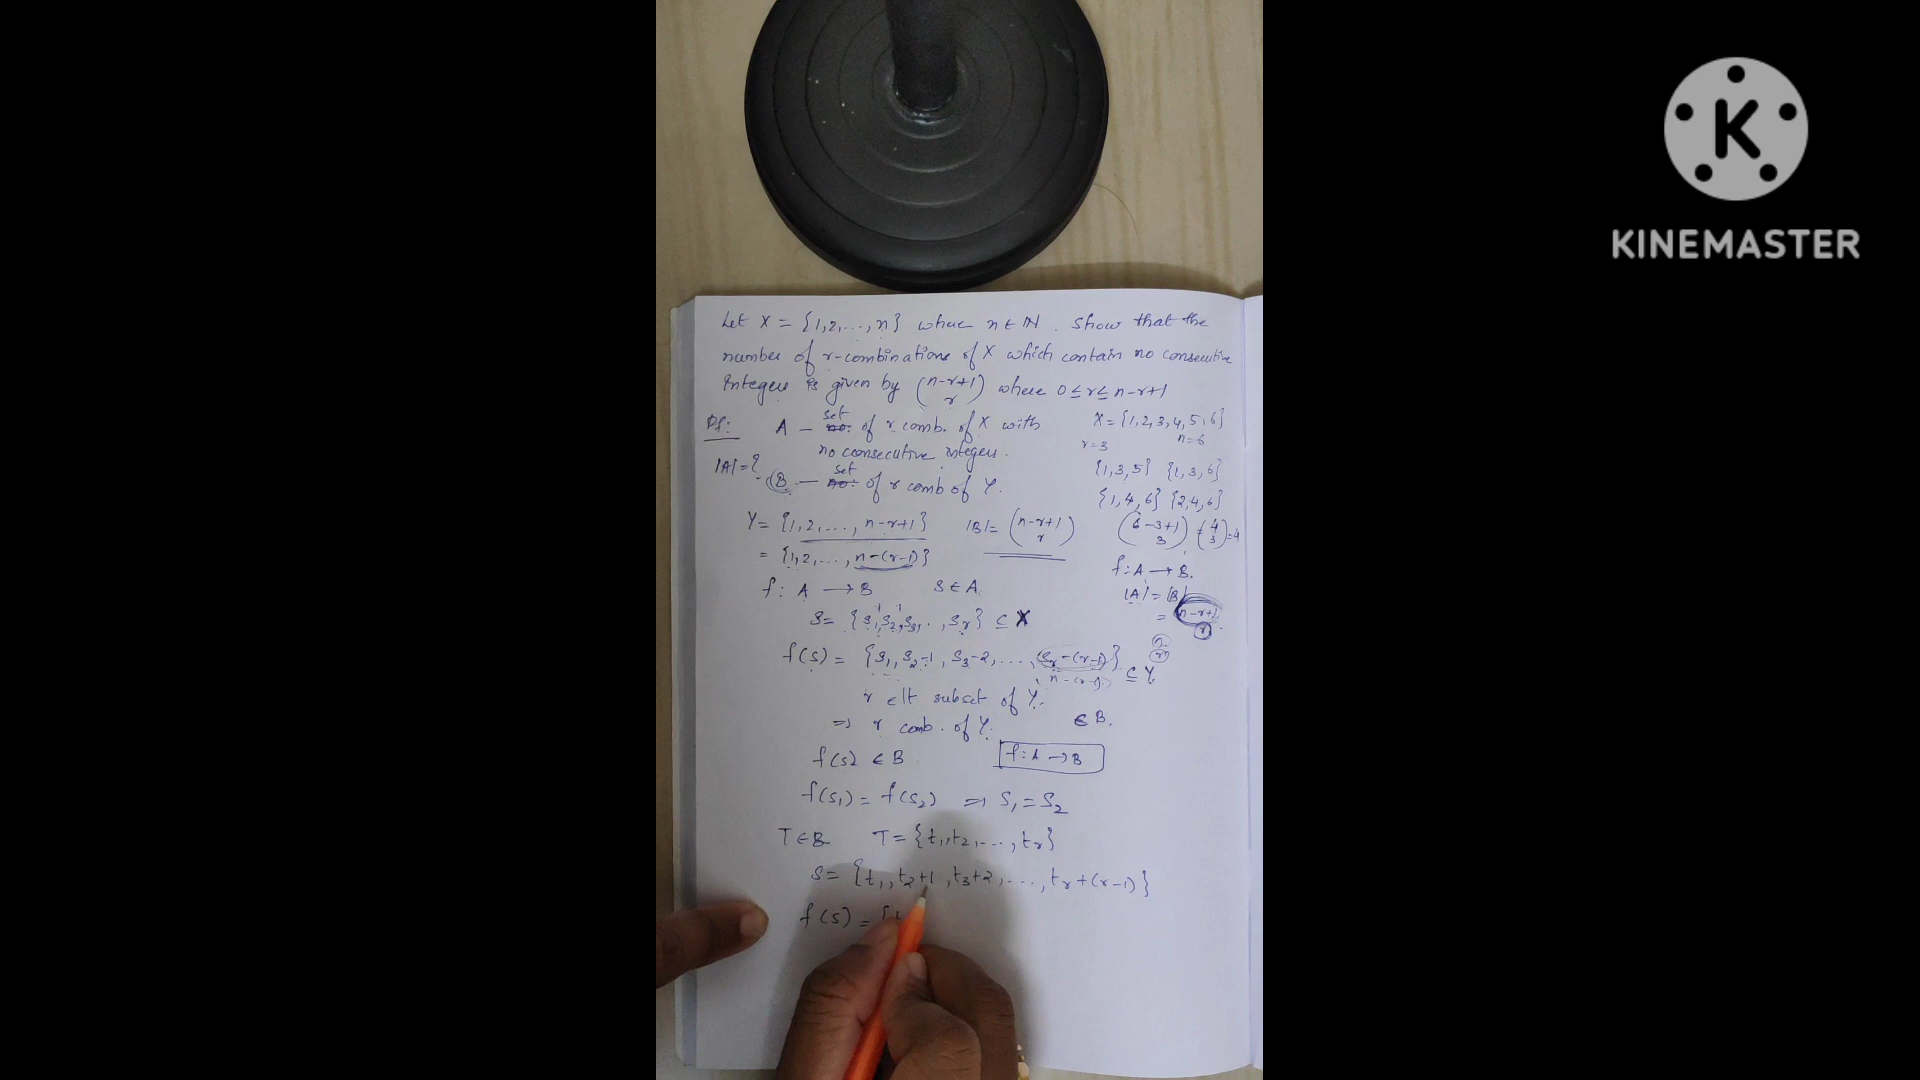 Let X = {1,2,..., n} where n ∈ N. Show that the
number of r-combinations of X which contain no consecutive
integers is given by (n-r+1 r) where 0 ≤ r ≤ n-r+1
Pf: A — set of r comb. of X with
no consecutive integers.
|A| = ?
B — set of r comb of Y.
Y = {1,2,..., n-r+1} |B| = (n-r+1 r)
= {1,2,..., n-(r-1)}
f: A → B S ∈ A.
S = {s1, s2, s3, .., sr} ⊆ X
f(S) = {s1, s2-1, s3-2, ..., sr-(r-1)} ⊆ Y.
n-(r-1)
r elt subset of Y.
⇒ r comb. of Y. ∈ B.
f(S) ∈ B f: A → B
f(S1) = f(S2) ⇒ S1 = S2
T ∈ B T = {t1, t2, ..., tr}
S = {t1, t2+1, t3+2, ..., tr+(r-1)}
f(S) = {t
X = {1,2,3,4,5,6}
r=3 n=6
{1,3,5} {1,3,6}
{1,4,6} {2,4,6}
(6-3+1 3) = (4 3) = 4
f: A → B.
|A| = |B|
= (n-r+1 r)
n
r
K
KINEMASTER